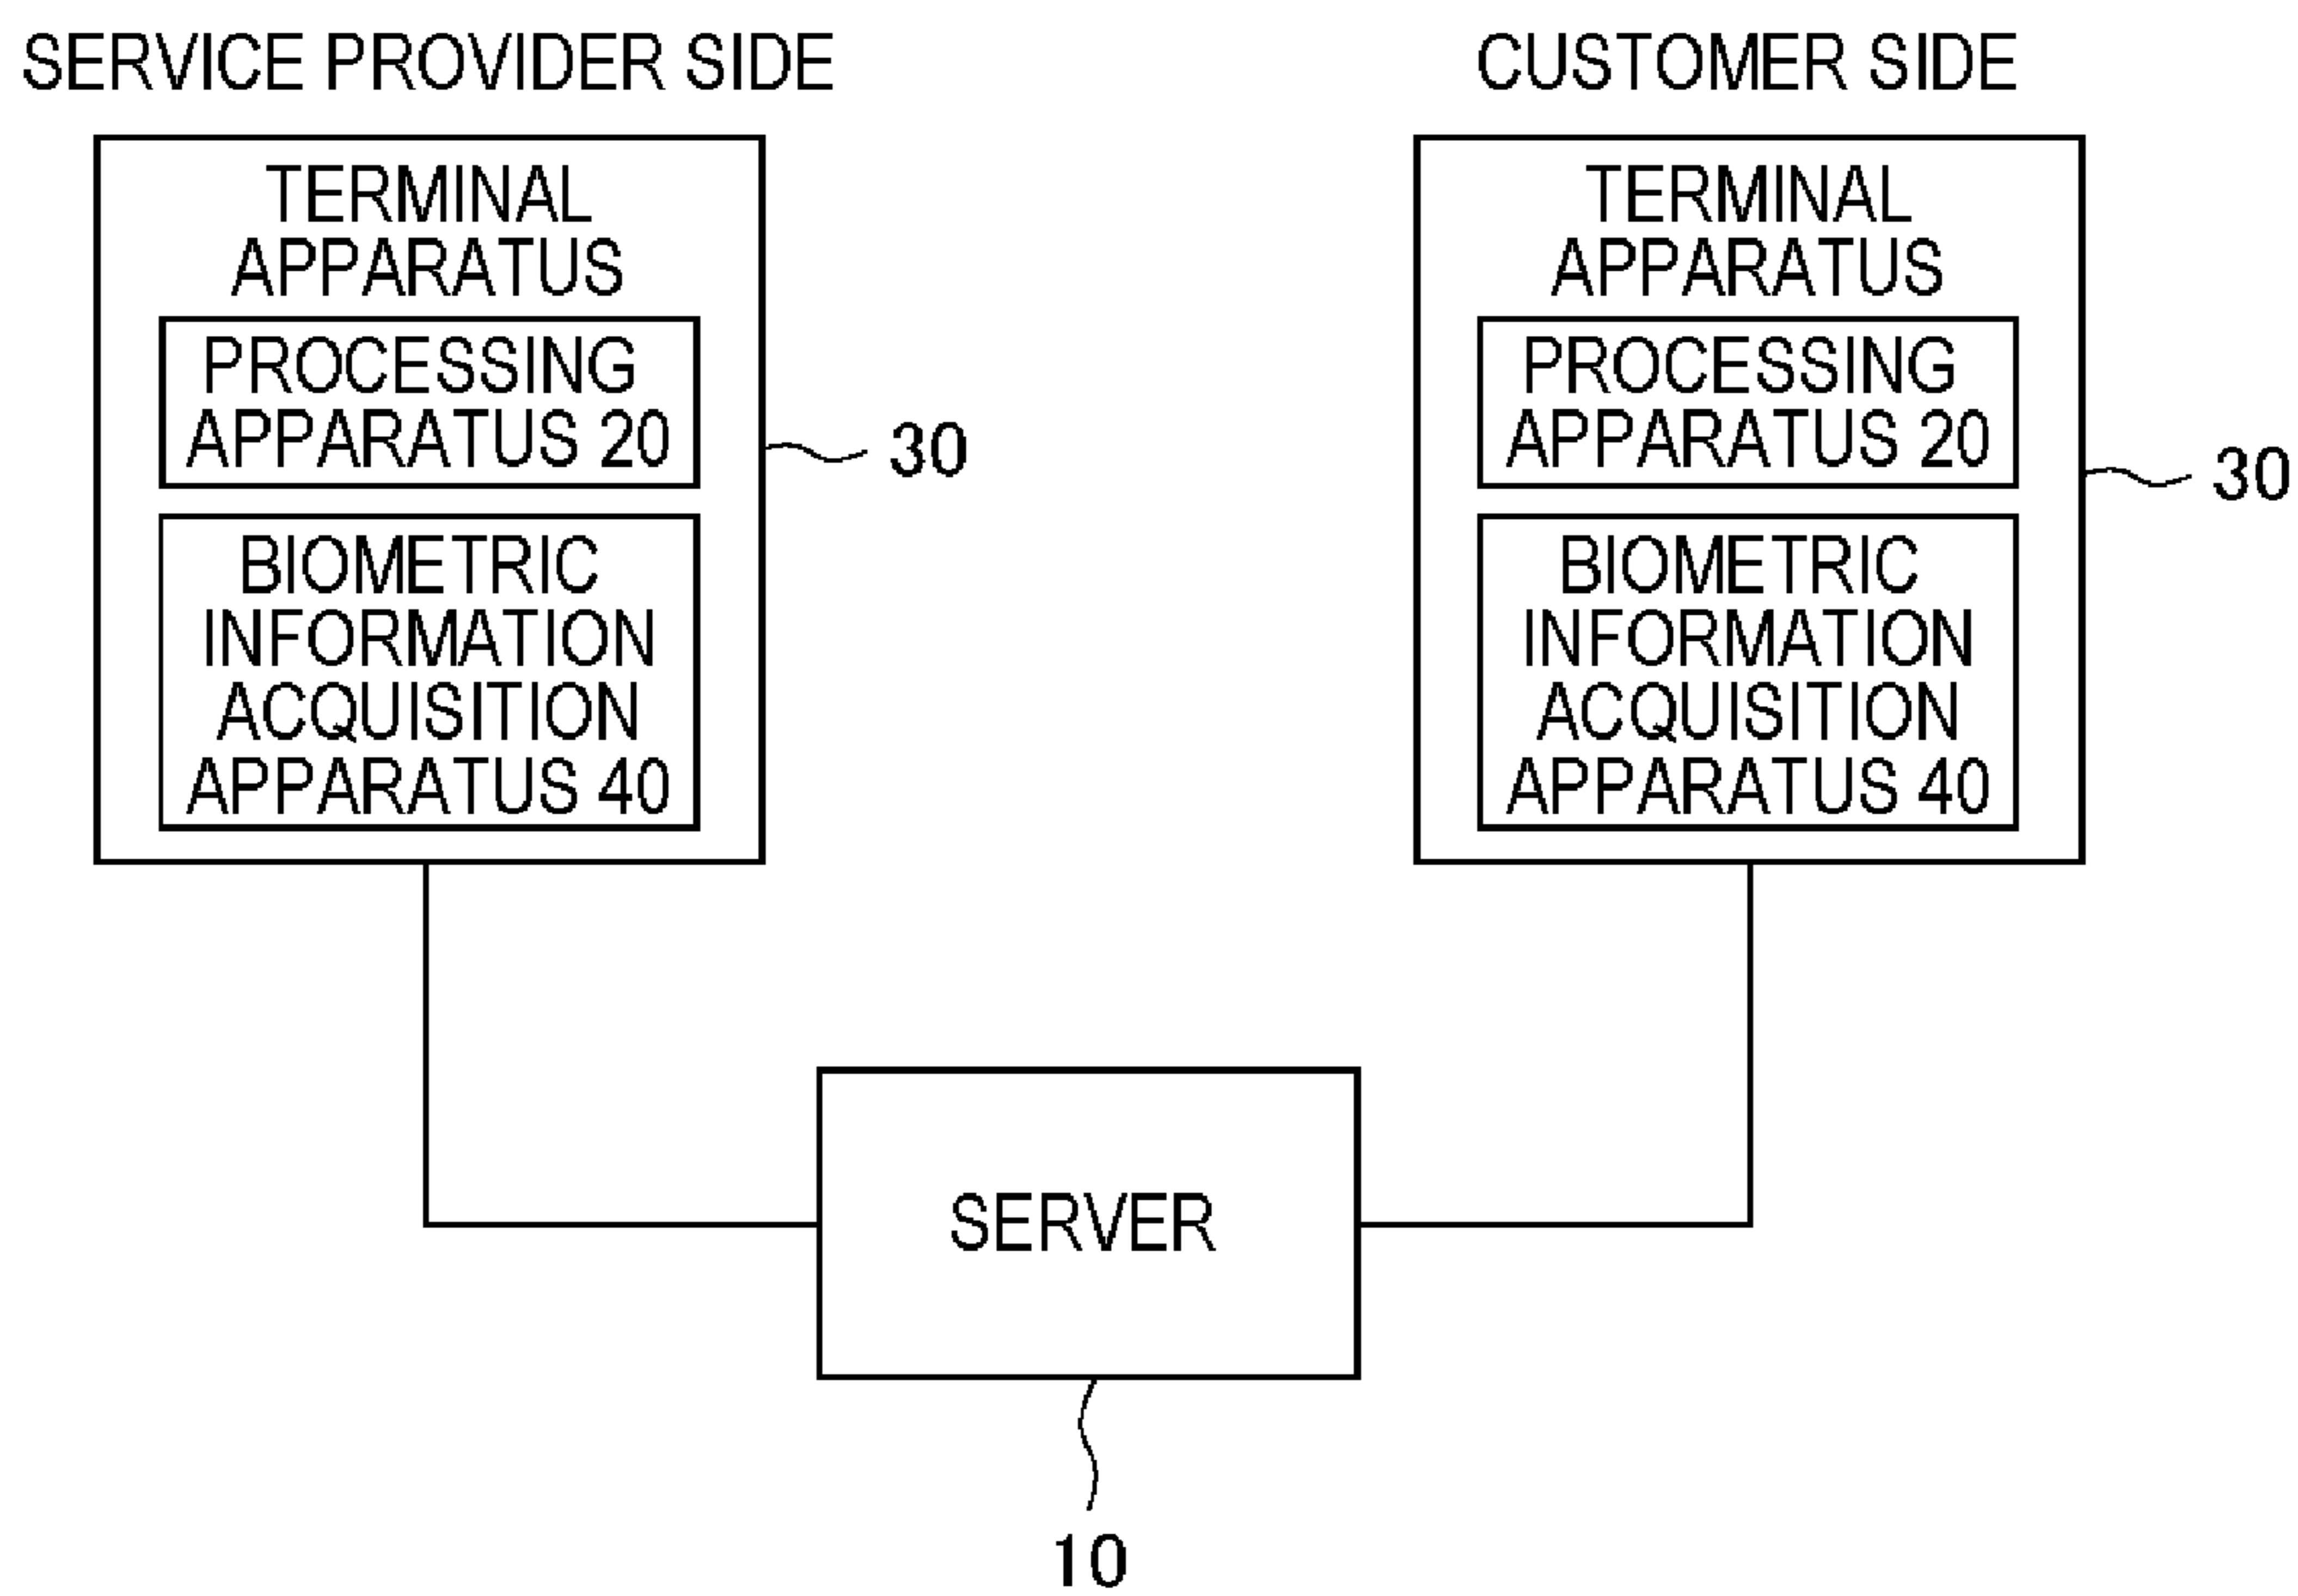 SERVICE PROVIDER SIDE
TERMINAL
APPARATUS
PROCESSING
APPARATUS 20
BIOMETRIC
INFORMATION
ACQUISITION
APPARATUS 40
30
CUSTOMER SIDE
TERMINAL
APPARATUS
PROCESSING
APPARATUS 20
BIOMETRIC
INFORMATION
ACQUISITION
APPARATUS 40
30
SERVER
10